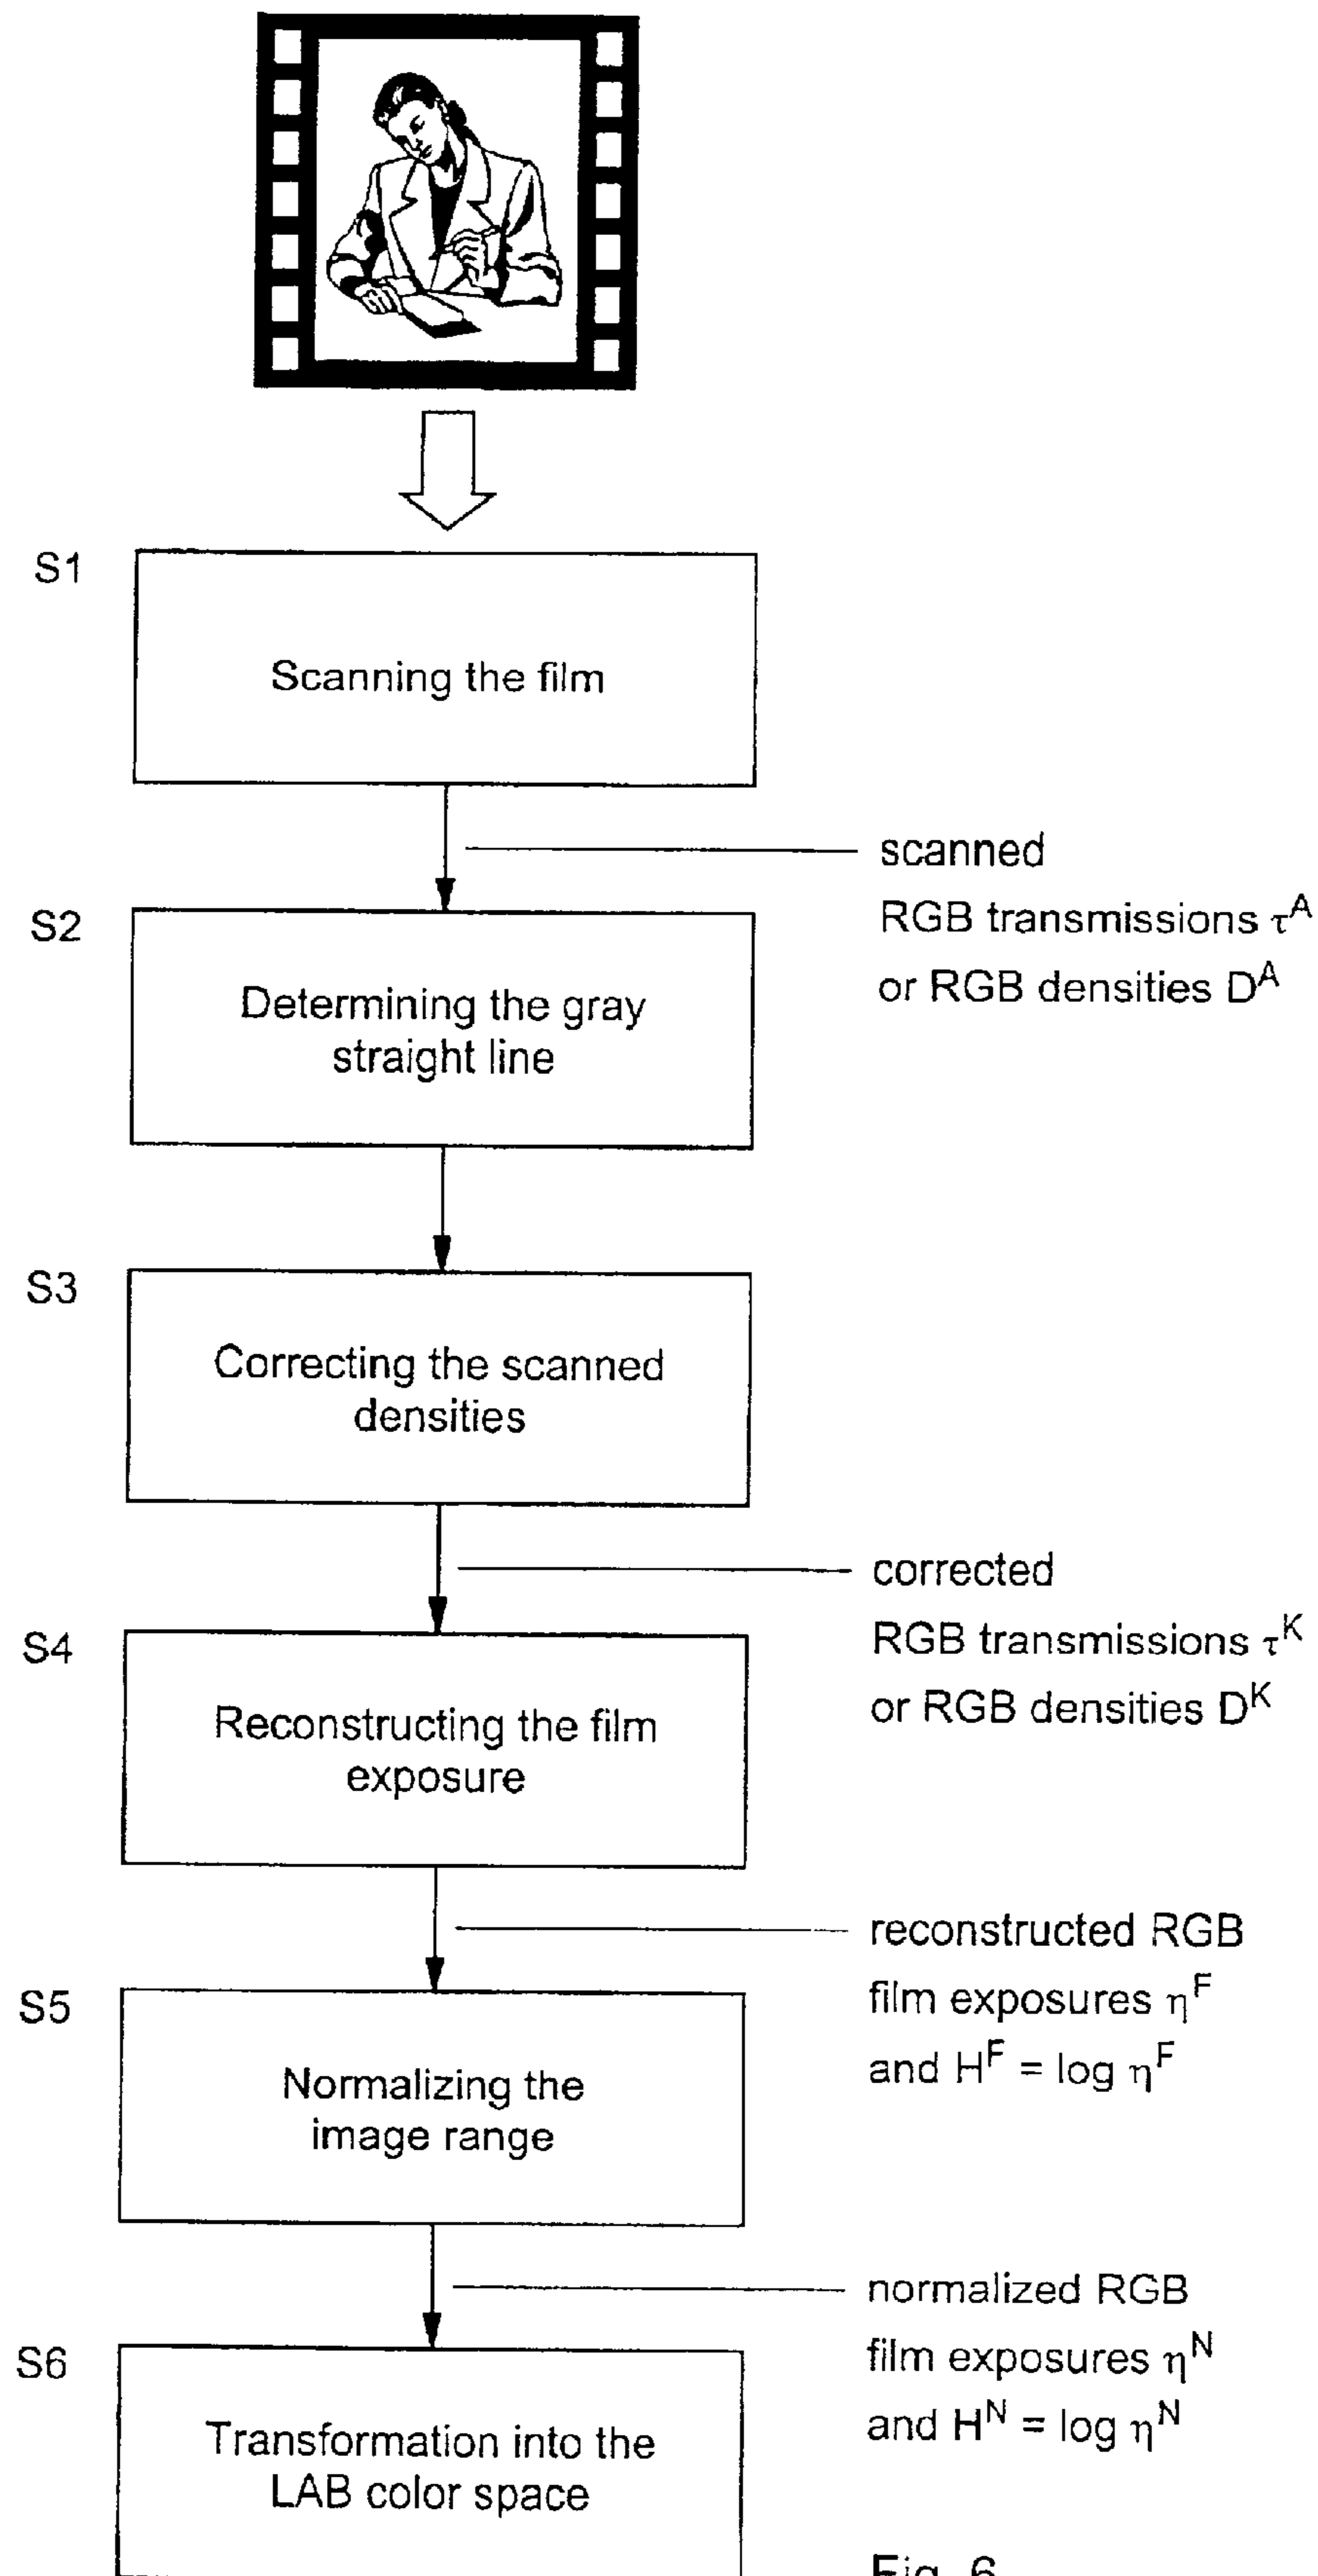 S1
Scanning the film
scanned
RGB transmissions τ^A
or RGB densities D^A
S2
Determining the gray
straight line
S3
Correcting the scanned
densities
corrected
RGB transmissions τ^K
or RGB densities D^K
S4
Reconstructing the film
exposure
reconstructed RGB
film exposures η^F
and H^F = log η^F
S5
Normalizing the
image range
normalized RGB
film exposures η^N
and H^N = log η^N
S6
Transformation into the
LAB color space
Fig. 6